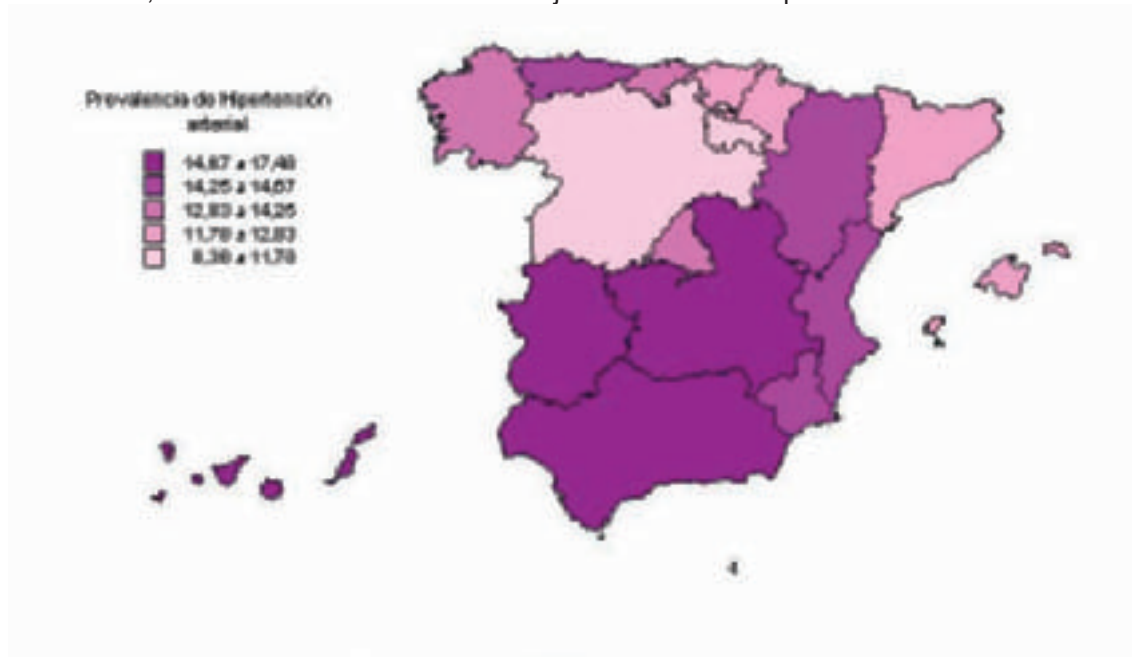 Prevalencia de Hipertensión
arterial
14,67 a 17,48
14,25 a 14,67
12,83 a 14,25
11,78 a 12,83
8,38 a 11,78